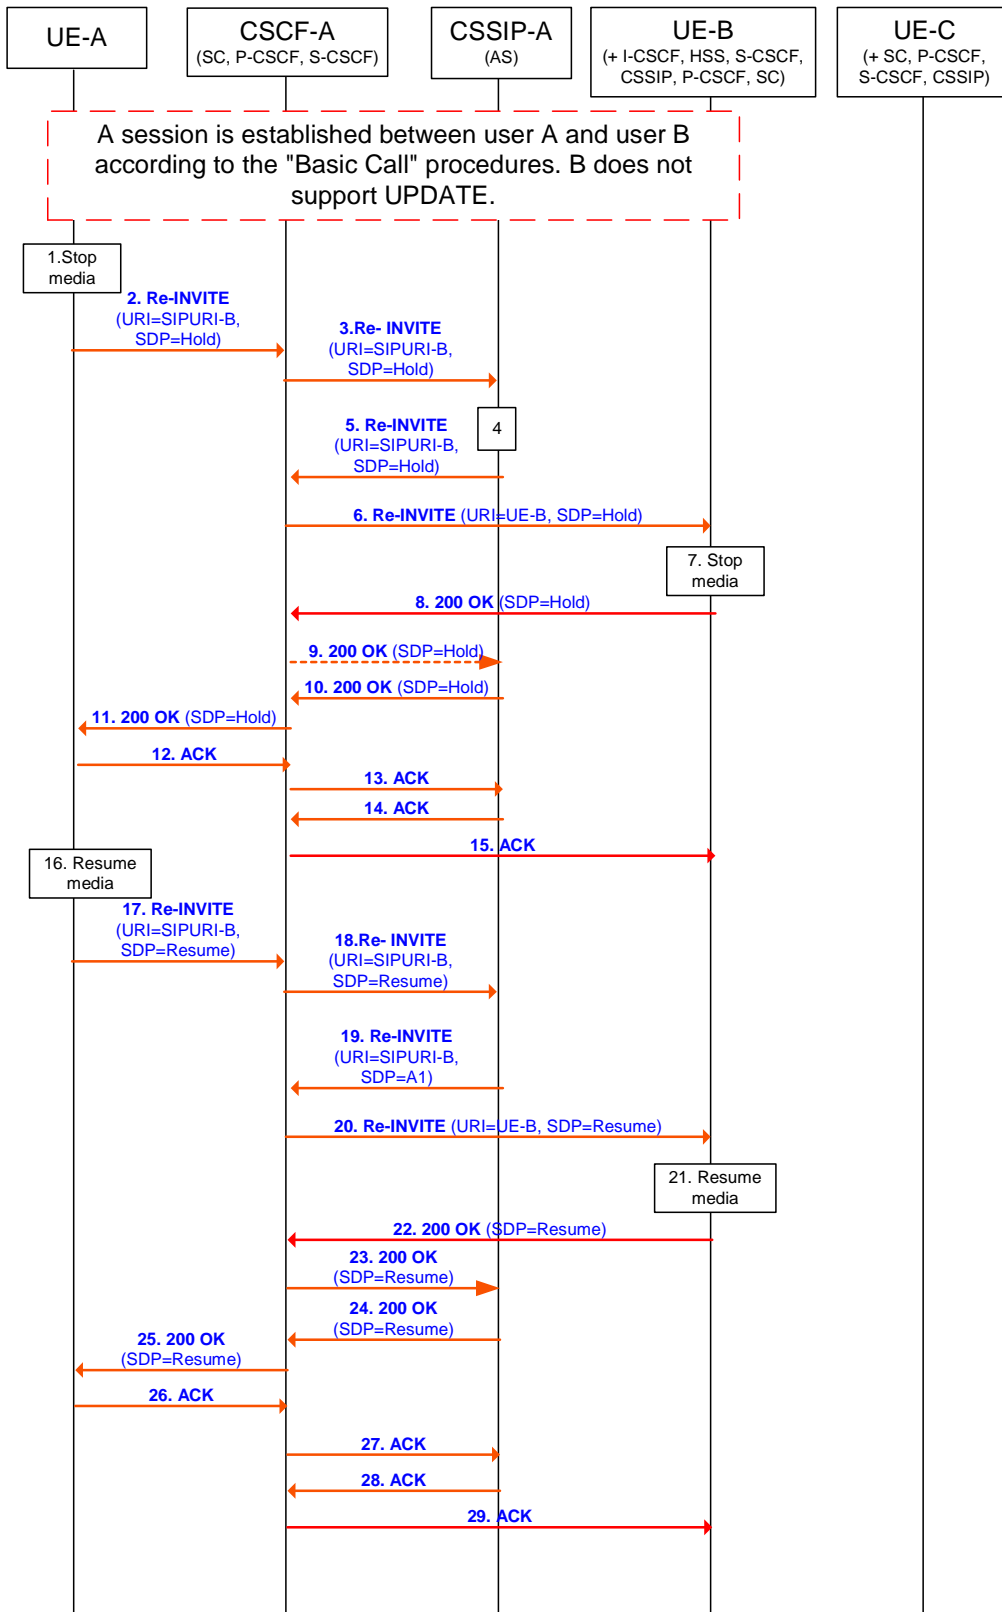 UE-A
CSCF-A
(SC, P-CSCF, S-CSCF)
CSSIP-A
(AS)
UE-B
(+ I-CSCF, HSS, S-CSCF,
CSSIP, P-CSCF, SC)
UE-C
(+ SC, P-CSCF,
S-CSCF, CSSIP)
A session is established between user A and user B
according to the "Basic Call" procedures. B does not
support UPDATE.
1.Stop
media
2. Re-INVITE
(URI=SIPURI-B,
SDP=Hold)
3.Re- INVITE
(URI=SIPURI-B,
SDP=Hold)
4
5. Re-INVITE
(URI=SIPURI-B,
SDP=Hold)
6. Re-INVITE (URI=UE-B, SDP=Hold)
7. Stop
media
8. 200 OK (SDP=Hold)
9. 200 OK (SDP=Hold)
10. 200 OK (SDP=Hold)
11. 200 OK (SDP=Hold)
12. ACK
13. ACK
14. ACK
15. ACK
16. Resume
media
17. Re-INVITE
(URI=SIPURI-B,
SDP=Resume)
18.Re- INVITE
(URI=SIPURI-B,
SDP=Resume)
19. Re-INVITE
(URI=SIPURI-B,
SDP=A1)
20. Re-INVITE (URI=UE-B, SDP=Resume)
21. Resume
media
22. 200 OK (SDP=Resume)
23. 200 OK
(SDP=Resume)
24. 200 OK
(SDP=Resume)
25. 200 OK
(SDP=Resume)
26. ACK
27. ACK
28. ACK
29. ACK